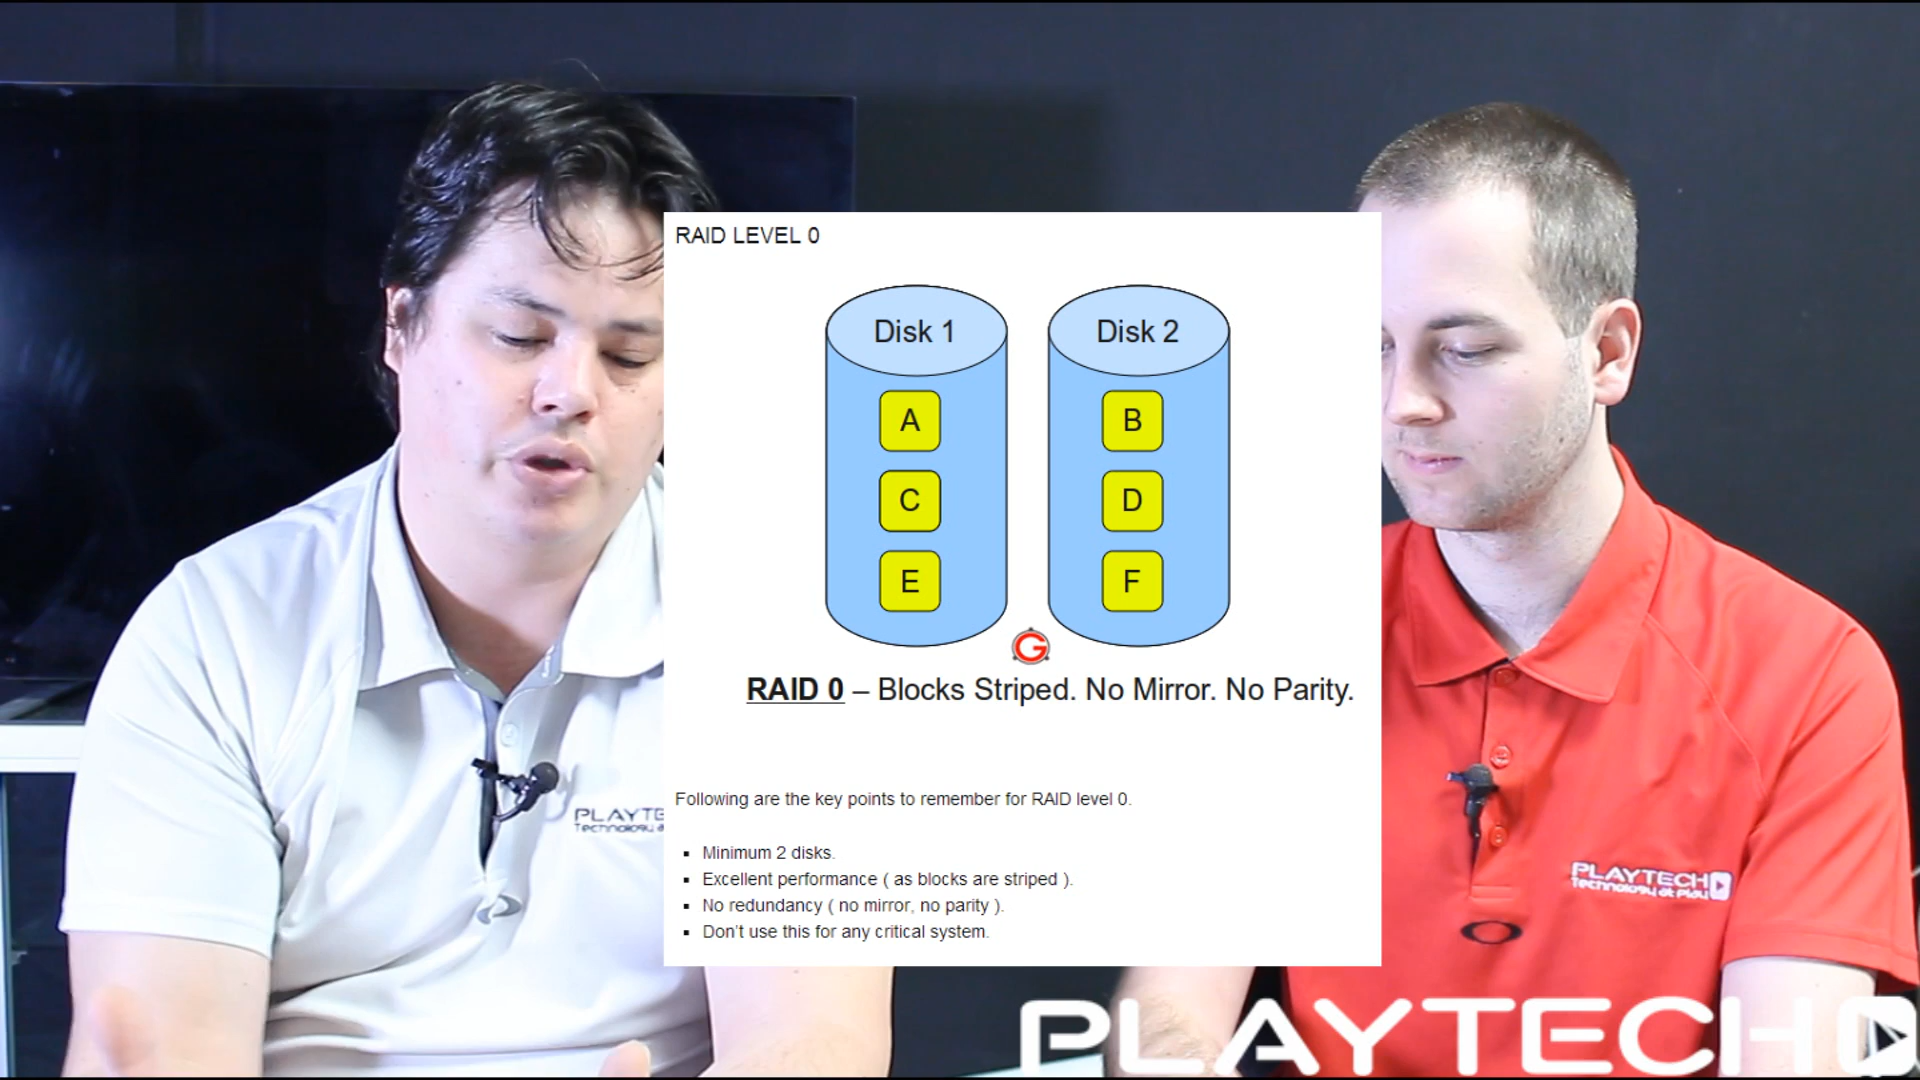 RAID LEVEL 0
Disk 1 Disk 2
A B
C D
E F
G
RAID 0 – Blocks Striped. No Mirror. No Parity.
Following are the key points to remember for RAID level 0.
▪ Minimum 2 disks.
▪ Excellent performance ( as blocks are striped ).
▪ No redundancy ( no mirror, no parity ).
▪ Don't use this for any critical system.
PLAYTE
Technology a
PLAYTECH
Technology at Play
PLAYTECH